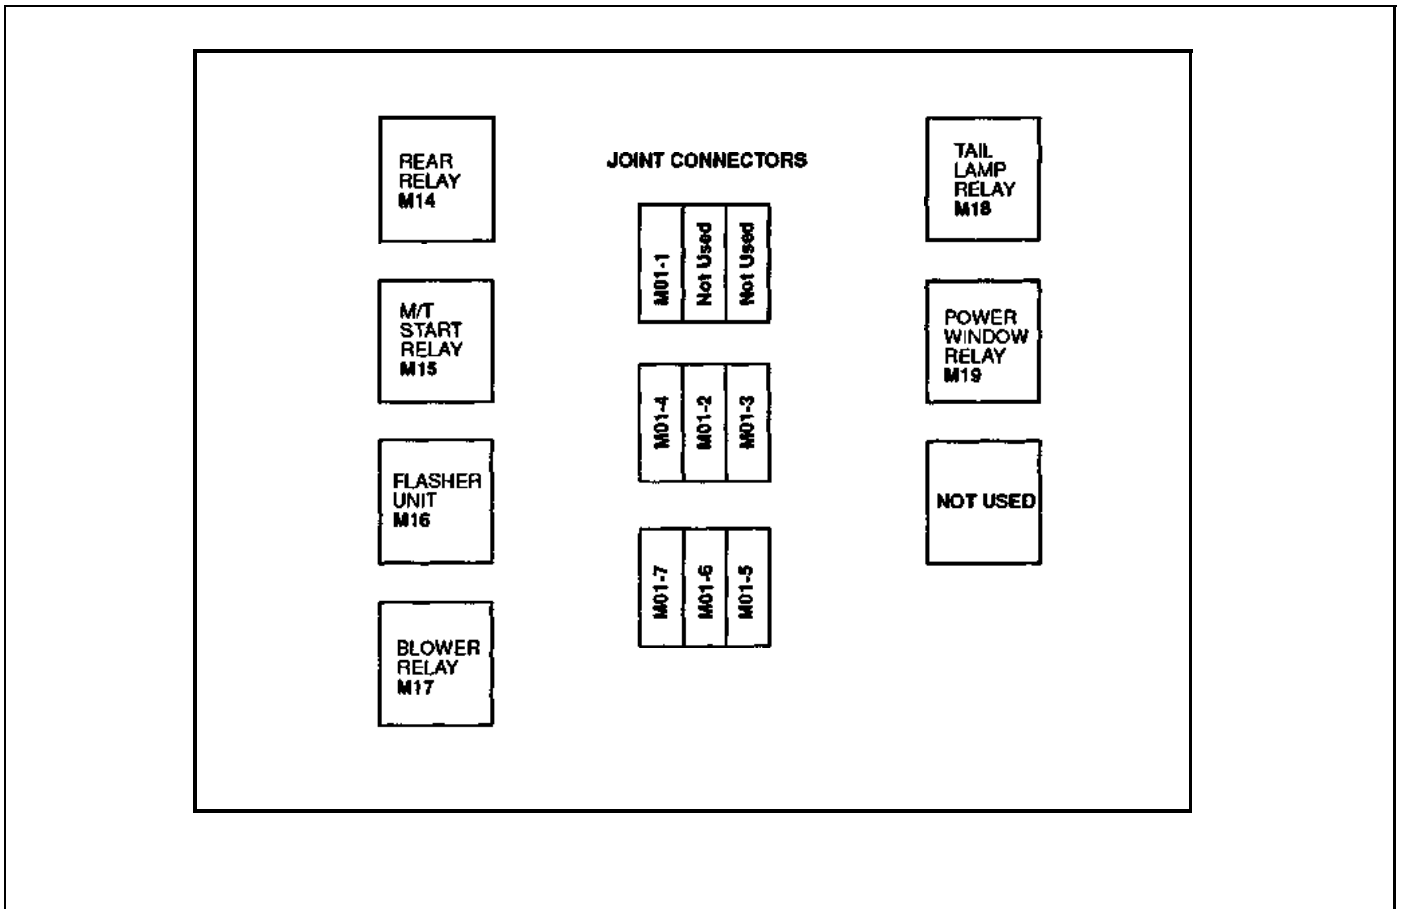 REAR
RELAY
M14
M/T
START
RELAY
M15
FLASHER
UNIT
M16
BLOWER
RELAY
M17
JOINT CONNECTORS
M01-1
Not Used
Not Used
M01-4
M01-2
M01-3
M01-7
M01-6
M01-5
TAIL
LAMP
RELAY
M18
POWER
WINDOW
RELAY
M19
NOT USED